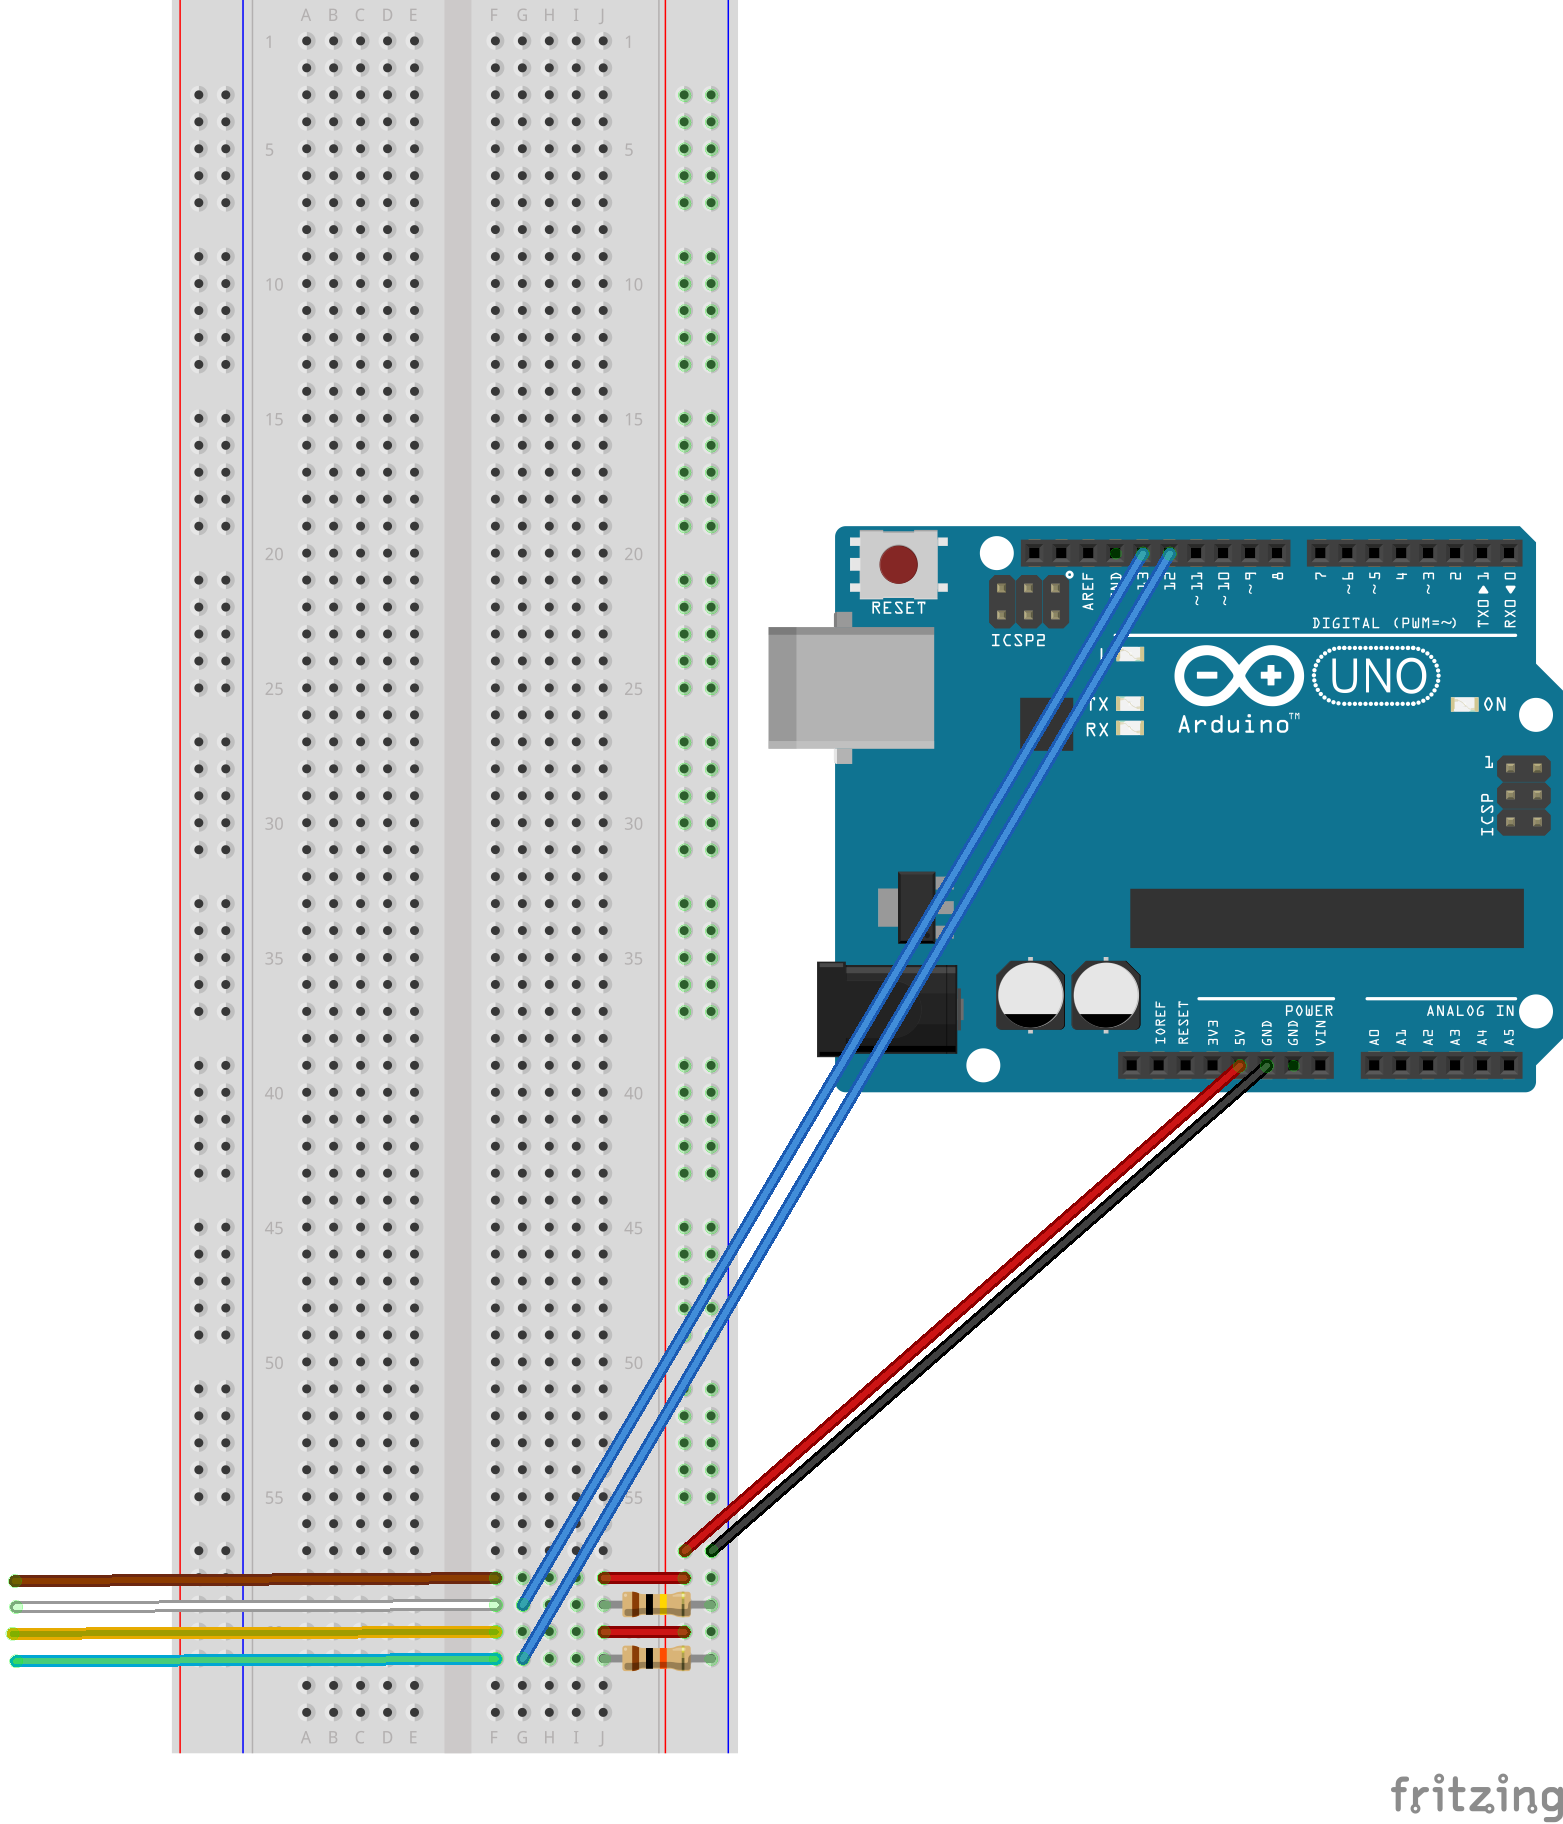 A B C D E F G H I J
1 1
5 5
10 10
15 15
20 20
25 25
30 30
35 35
40 40
45 45
50 50
55 55
A B C D E F G H I J
RESET
ICSP2
AREF
13
12
~11
~10
~9
8
7
~6
~5
4
~3
2
TX0▶1
RX0◀0
DIGITAL (PWM=~)
TX
RX
UNO
Arduino™
ON
1
ICSP
IOREF
RESET
3V3
5V
GND
GND
VIN
POWER
ANALOG IN
A0
A1
A2
A3
A4
A5
fritzing